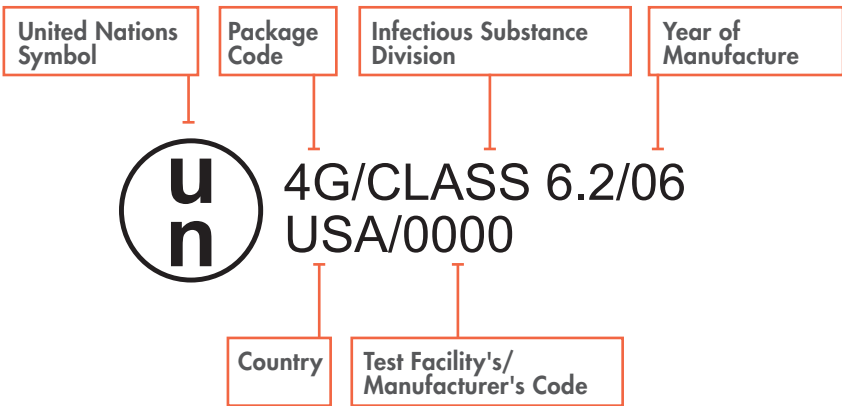 United Nations
Symbol
Package
Code
Infectious Substance
Division
Year of
Manufacture
u
n
4G/CLASS 6.2/06
USA/0000
Country
Test Facility's/
Manufacturer's Code